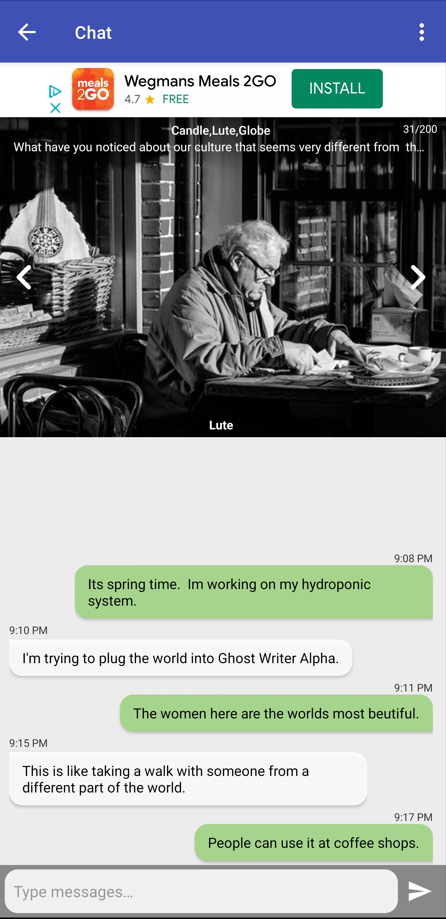 Chat
meals
2GO
Wegmans Meals 2GO
4.7 ★ FREE
INSTALL
Candle,Lute,Globe
31/200
What have you noticed about our culture that seems very different from th...
Lute
9:08 PM
Its spring time. Im working on my hydroponic
system.
9:10 PM
I'm trying to plug the world into Ghost Writer Alpha.
9:11 PM
The women here are the worlds most beutiful.
9:15 PM
This is like taking a walk with someone from a
different part of the world.
9:17 PM
People can use it at coffee shops.
Type messages...